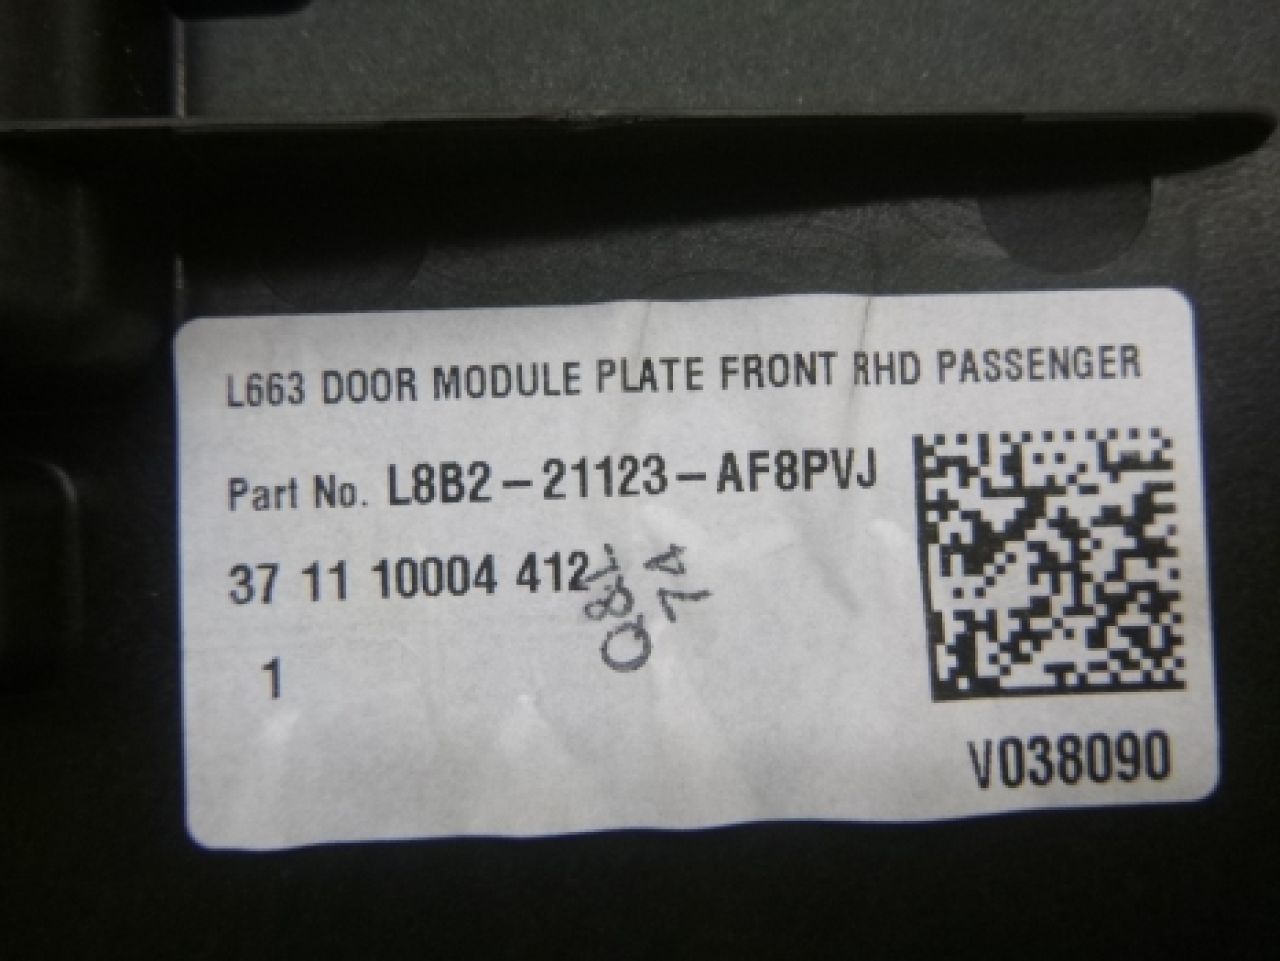 L663 DOOR MODULE PLATE FRONT RHD PASSENGER
Part No. L8B2-21123-AF8PVJ
37 11 10004 412
1
V038090